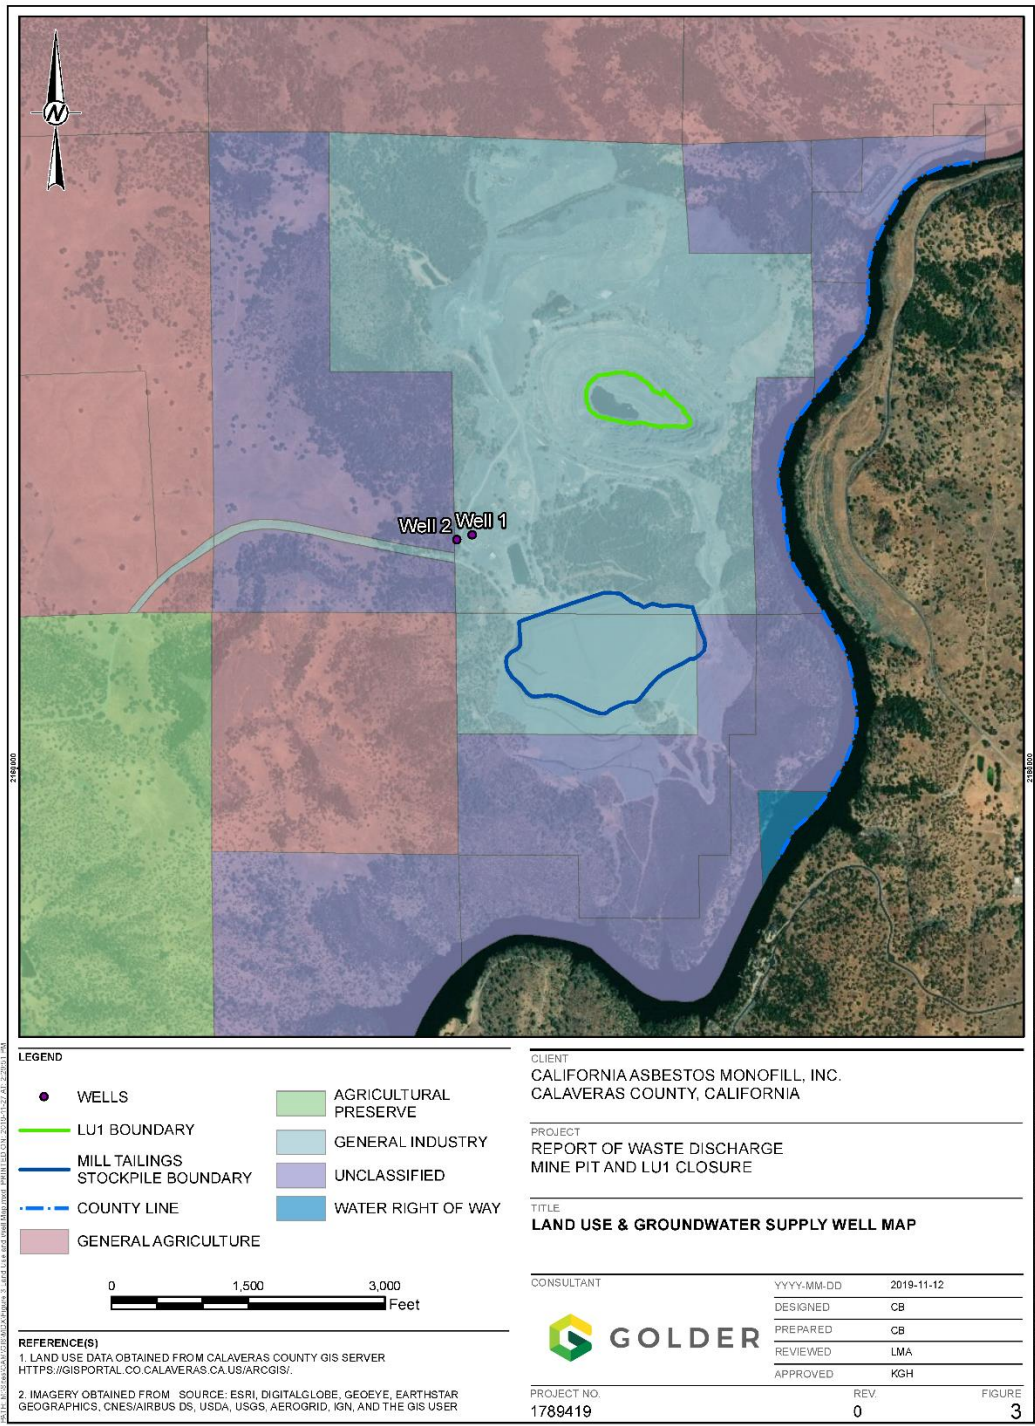 N
Well 2 Well 1
2160000
2160000
LEGEND
WELLS
LU1 BOUNDARY
MILL TAILINGS
STOCKPILE BOUNDARY
COUNTY LINE
GENERAL AGRICULTURE
AGRICULTURAL
PRESERVE
GENERAL INDUSTRY
UNCLASSIFIED
WATER RIGHT OF WAY
0 1,500 3,000
Feet
REFERENCE(S)
1. LAND USE DATA OBTAINED FROM CALAVERAS COUNTY GIS SERVER
HTTPS://GISPORTAL.CO.CALAVERAS.CA.US/ARCGIS/.
2. IMAGERY OBTAINED FROM SOURCE: ESRI, DIGITALGLOBE, GEOEYE, EARTHSTAR
GEOGRAPHICS, CNES/AIRBUS DS, USDA, USGS, AEROGRID, IGN, AND THE GIS USER
CLIENT
CALIFORNIA ASBESTOS MONOFILL, INC.
CALAVERAS COUNTY, CALIFORNIA
PROJECT
REPORT OF WASTE DISCHARGE
MINE PIT AND LU1 CLOSURE
TITLE
LAND USE & GROUNDWATER SUPPLY WELL MAP
CONSULTANT
GOLDER
YYYY-MM-DD 2019-11-12
DESIGNED CB
PREPARED CB
REVIEWED LMA
APPROVED KGH
PROJECT NO. REV. FIGURE
1789419 0 3